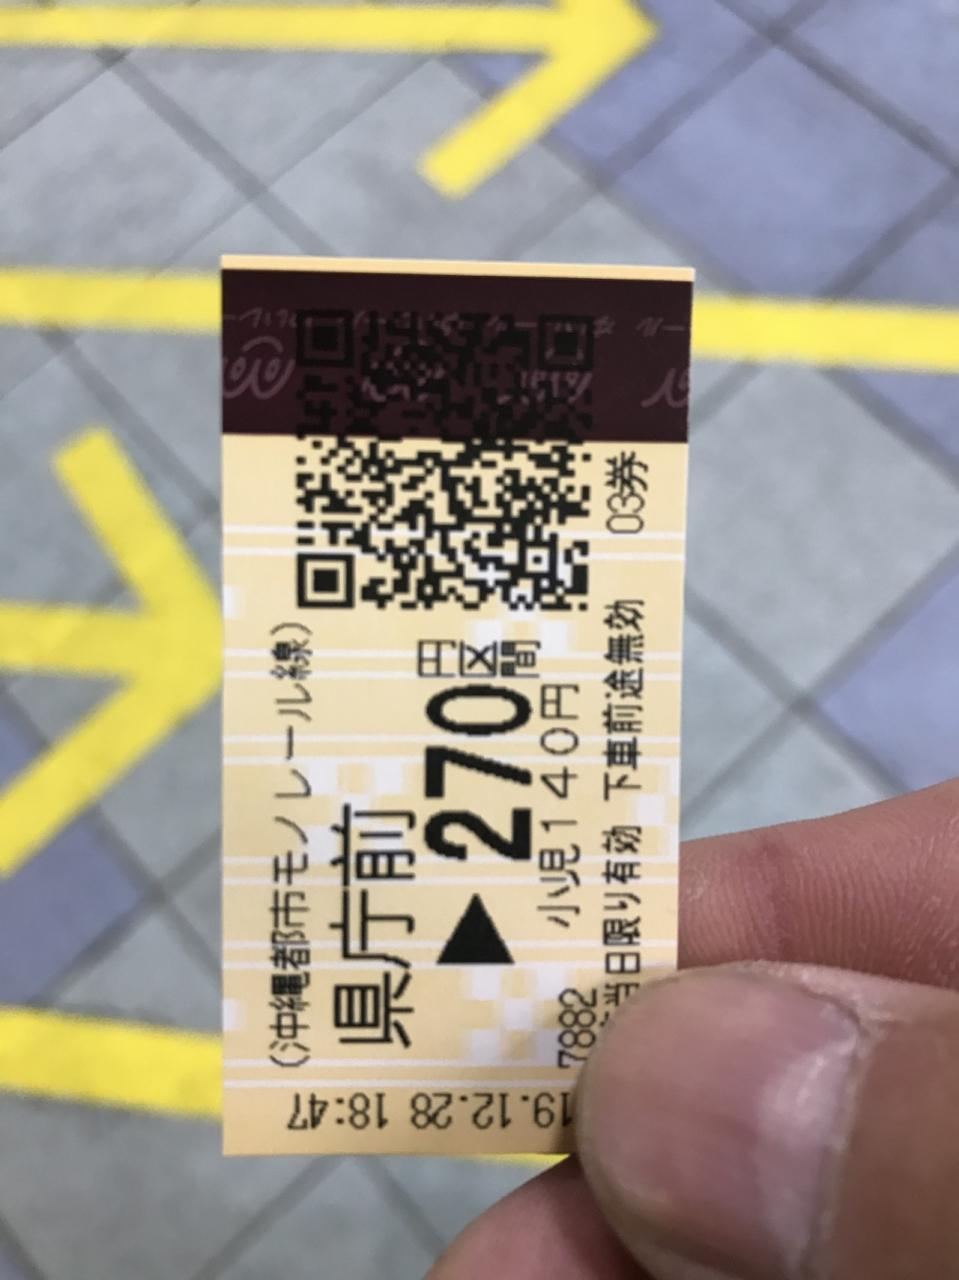 (沖縄都市モノレール線)
県庁前
▶270円区間
小児140円
7882
当日限り有効 下車前途無効 03券
19.12.28 18:47